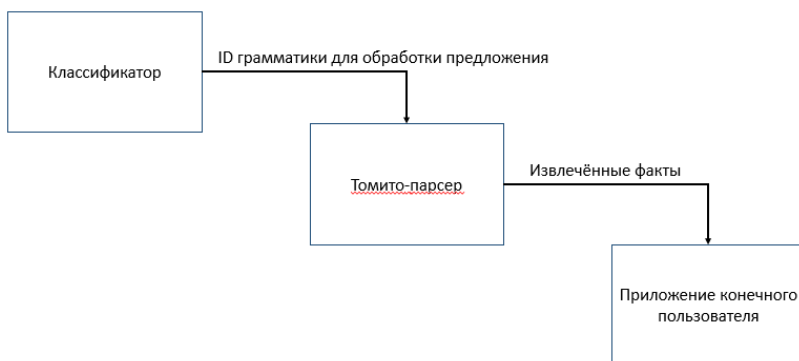 Классификатор
ID грамматики для обработки предложения
Томито-парсер
Извлечённые факты
Приложение конечного
пользователя